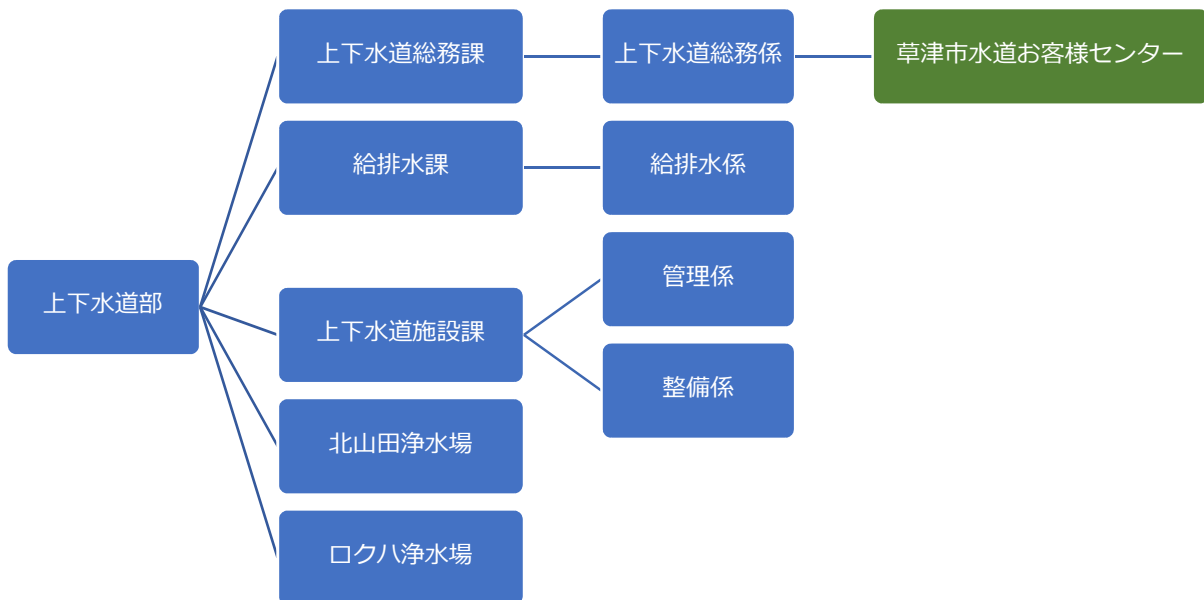 上下水道部
上下水道総務課
上下水道総務係
草津市水道お客様センター
給排水課
給排水係
上下水道施設課
管理係
整備係
北山田浄水場
ロクハ浄水場